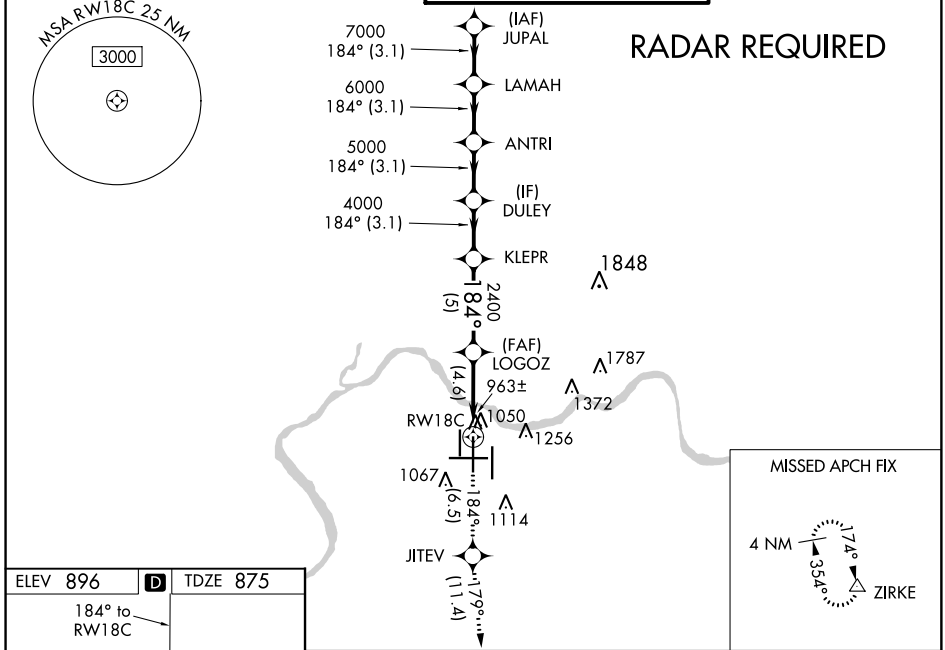 MSA RW18C 25 NM
3000
RADAR REQUIRED
(IAF)
JUPAL
7000
184° (3.1)
LAMAH
6000
184° (3.1)
ANTRI
5000
184° (3.1)
(IF)
DULEY
4000
184° (3.1)
KLEPR
1848
2400
184°
(5)
(FAF)
LOGOZ
1787
(4.6)
963±
1372
RW18C
1050
1256
1067
(6.5)
184°
1114
JITEV
179°
(11.4)
MISSED APCH FIX
4 NM
174°
354°
ZIRKE
ELEV 896 D TDZE 875
184° to
RW18C